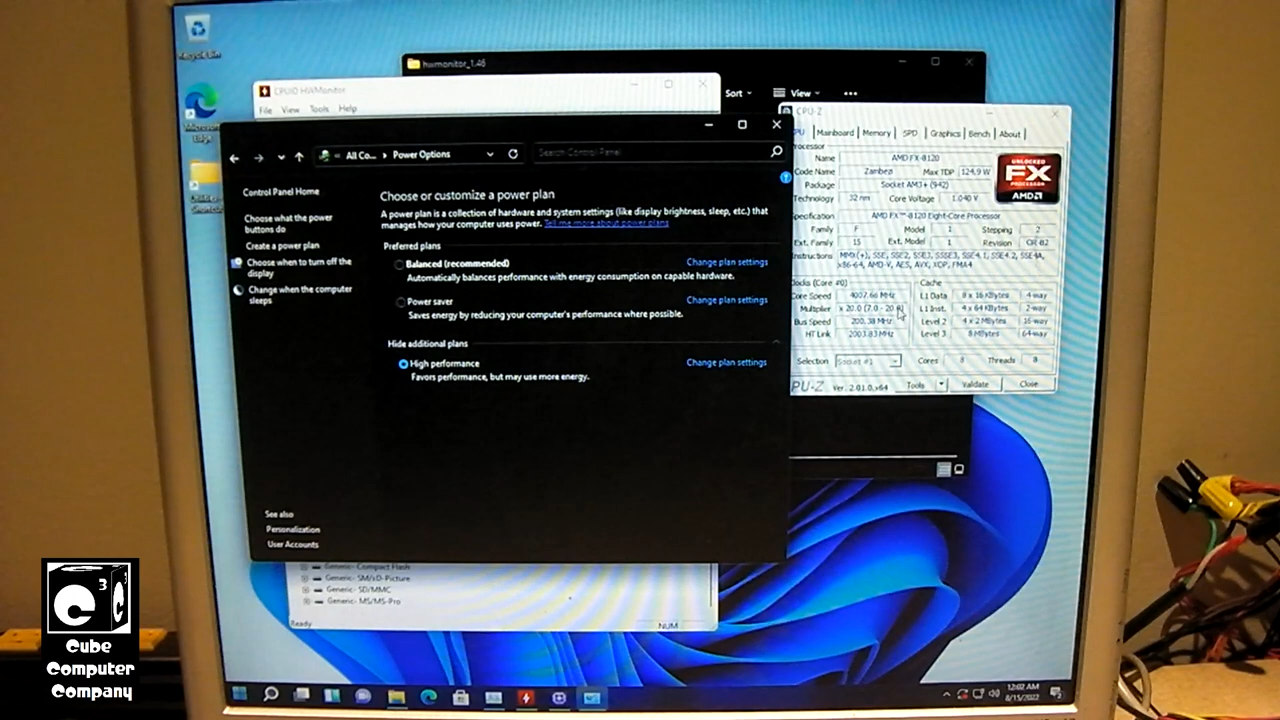 Recycle Bin
Microsoft
Edge
hwmonitor_1.46
Sort
View
CPUID HWMonitor
File View Tools Help
All Co... > Power Options
Search Control Panel
Control Panel Home
Choose what the power
buttons do
Create a power plan
Choose when to turn off the
display
Change when the computer
sleeps
See also
Personalization
User Accounts
Choose or customize a power plan
A power plan is a collection of hardware and system settings (like display brightness, sleep, etc.) that
manages how your computer uses power. Tell me more about power plans
Preferred plans
Balanced (recommended) Change plan settings
Automatically balances performance with energy consumption on capable hardware.
Power saver Change plan settings
Saves energy by reducing your computer's performance where possible.
Hide additional plans
High performance Change plan settings
Favors performance, but may use more energy.
CPU-Z
CPU Mainboard Memory SPD Graphics Bench About
Processor
Name AMD FX-8120
Code Name Zambezi Max TDP 124.9 W
Package Socket AM3+ (942)
Technology 32 nm Core Voltage 1.040 V
UNLOCKED
FX
PROCESSOR
AMD
Specification AMD FX™-8120 Eight-Core Processor
Family F Model 1 Stepping 2
Ext. Family 15 Ext. Model 1 Revision OR-B2
Instructions MMX(+), SSE, SSE2, SSE3, SSSE3, SSE4.1, SSE4.2, SSE4A,
x86-64, AMD-V, AES, AVX, XOP, FMA4
Clocks (Core #0) Cache
Core Speed 4007.66 MHz L1 Data 8 x 16 KBytes 4-way
Multiplier x 20.0 (7.0 - 20.0) L1 Inst. 4 x 64 KBytes 2-way
Bus Speed 200.38 MHz Level 2 4 x 2 MBytes 16-way
HT Link 2003.83 MHz Level 3 8 MBytes 64-way
Selection Socket #1 Cores 8 Threads 8
CPU-Z Ver. 2.01.0.x64 Tools Validate Close
Generic- Compact Flash
Generic- SM/xD-Picture
Generic- SD/MMC
Generic- MS/MS-Pro
Ready NUM
12:02 AM
8/15/2022
Cube
Computer
Company